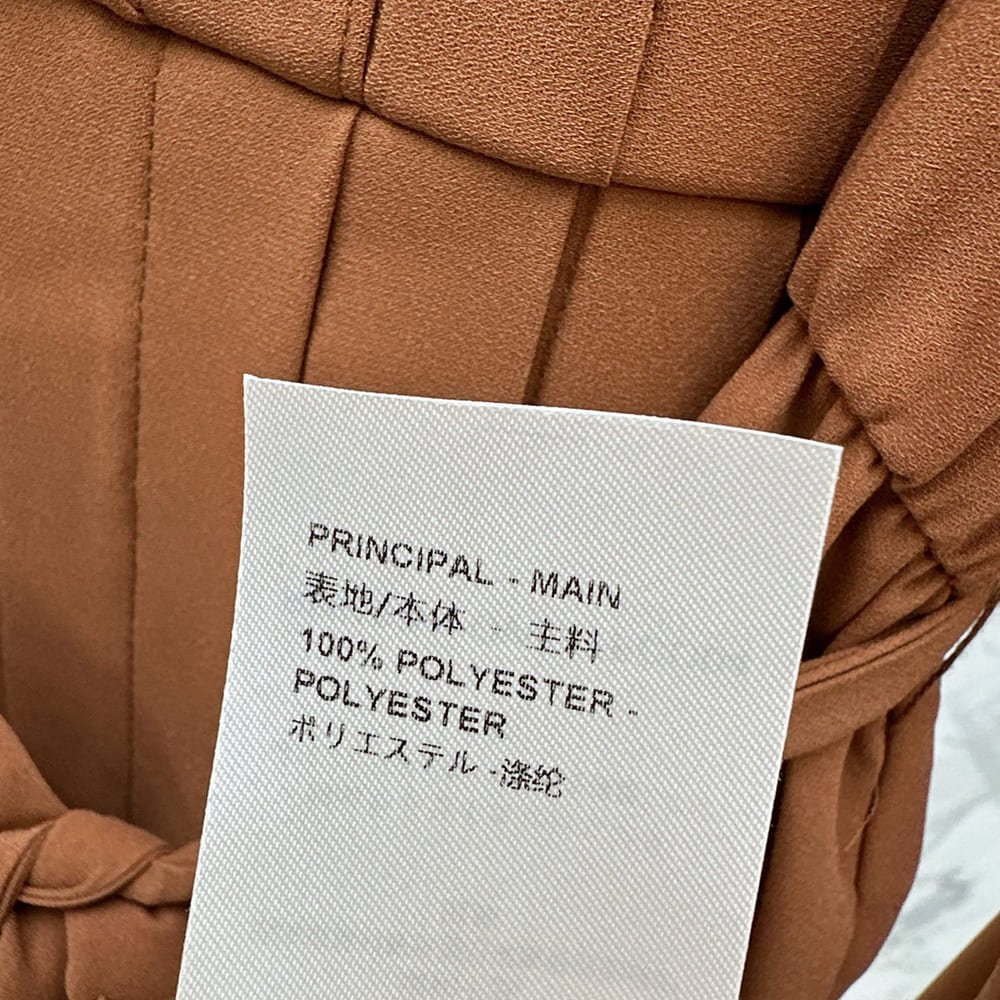 PRINCIPAL - MAIN
表地/本体 - 主料
100% POLYESTER -
POLYESTER
ポリエステル -涤纶